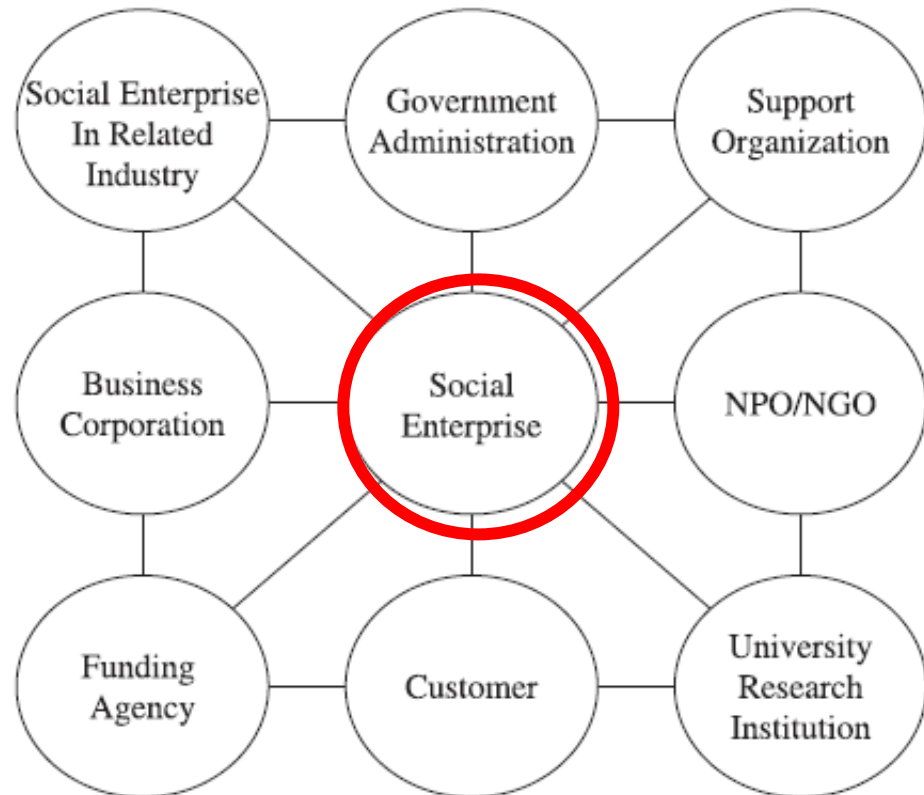 Social Enterprise
In Related
Industry
Government
Administration
Support
Organization
Business
Corporation
Social
Enterprise
NPO/NGO
Funding
Agency
Customer
University
Research
Institution